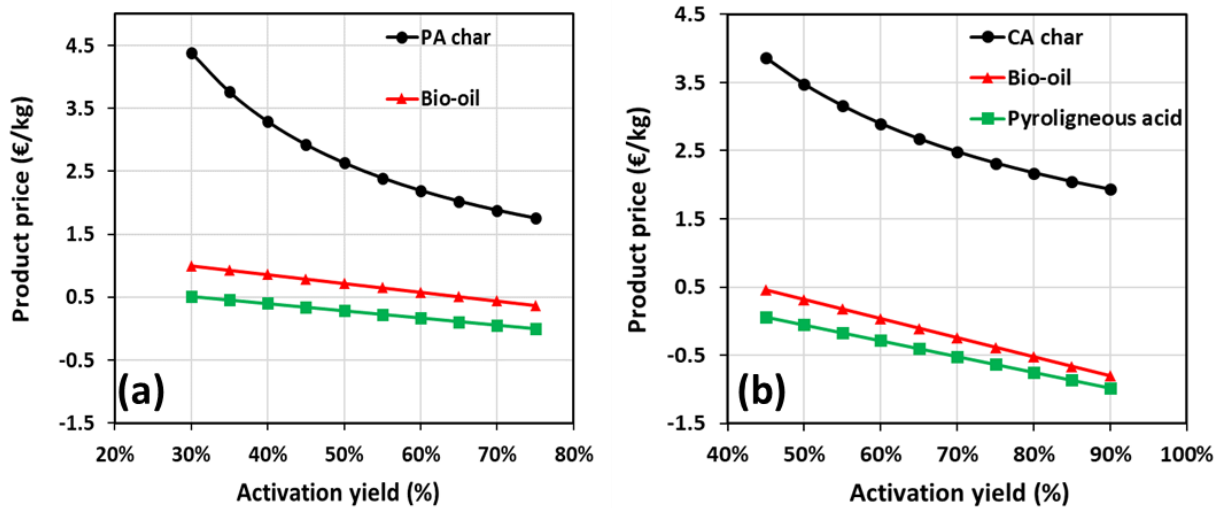 4.5
3.5
2.5
1.5
0.5
-0.5
-1.5
Product price (€/kg)
PA char
Bio-oil
(a)
20% 30% 40% 50% 60% 70% 80%
Activation yield (%)
4.5
3.5
2.5
1.5
0.5
-0.5
-1.5
Product price (€/kg)
CA char
Bio-oil
Pyroligneous acid
(b)
40% 50% 60% 70% 80% 90% 100%
Activation yield (%)